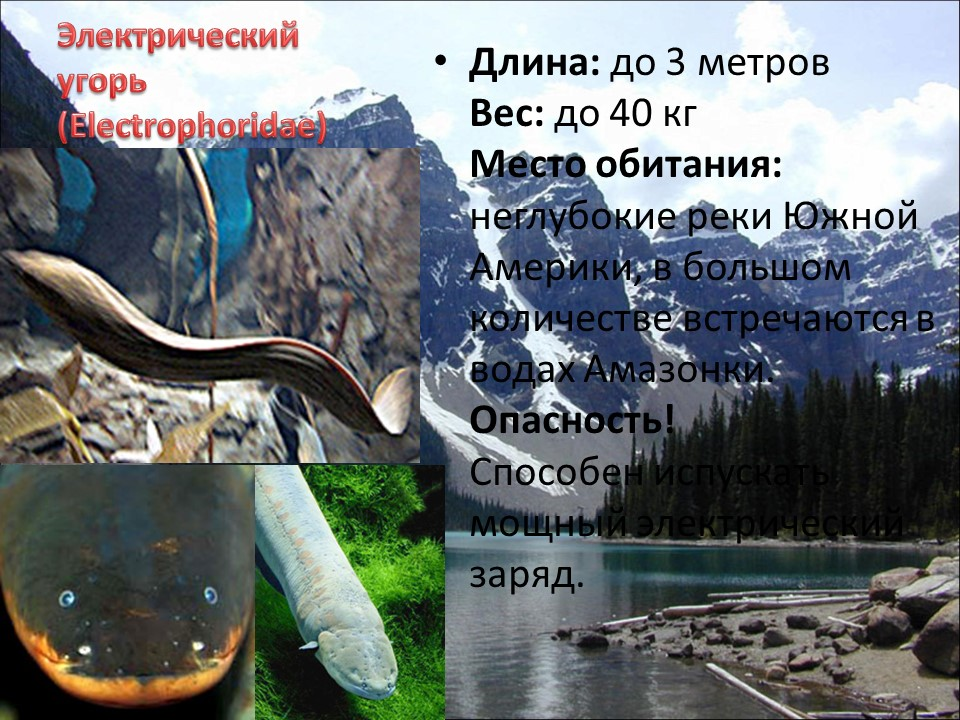 Электрический
угорь
(Electrophoridae)
• Длина: до 3 метров
Вес: до 40 кг
Место обитания:
неглубокие реки Южной
Америки, в большом
количестве встречаются в
водах Амазонки.
Опасность!
Способен испускать
мощный электрический
заряд.